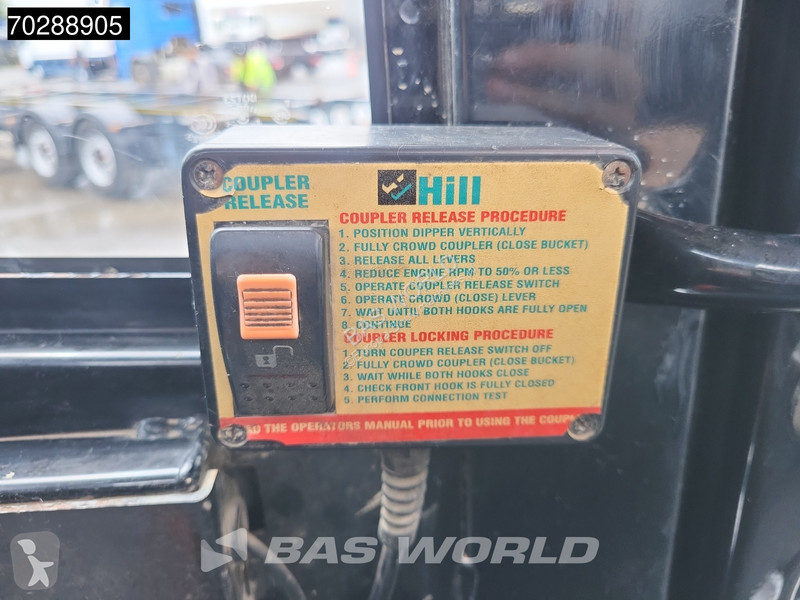 70288905
COUPLER
RELEASE
Hill
COUPLER RELEASE PROCEDURE
1. POSITION DIPPER VERTICALLY
2. FULLY CROWD COUPLER (CLOSE BUCKET)
3. RELEASE ALL LEVERS
4. REDUCE ENGINE RPM TO 50% OR LESS
5. OPERATE COUPLER RELEASE SWITCH
6. OPERATE CROWD (CLOSE) LEVER
7. WAIT UNTIL BOTH HOOKS ARE FULLY OPEN
8. CONTINUE
COUPLER LOCKING PROCEDURE
1. TURN COUPER RELEASE SWITCH OFF
2. FULLY CROWD COUPLER (CLOSE BUCKET)
3. WAIT WHILE BOTH HOOKS CLOSE
4. CHECK FRONT HOOK IS FULLY CLOSED
5. PERFORM CONNECTION TEST
THE OPERATORS MANUAL PRIOR TO USING THE COUPL
BAS WORLD